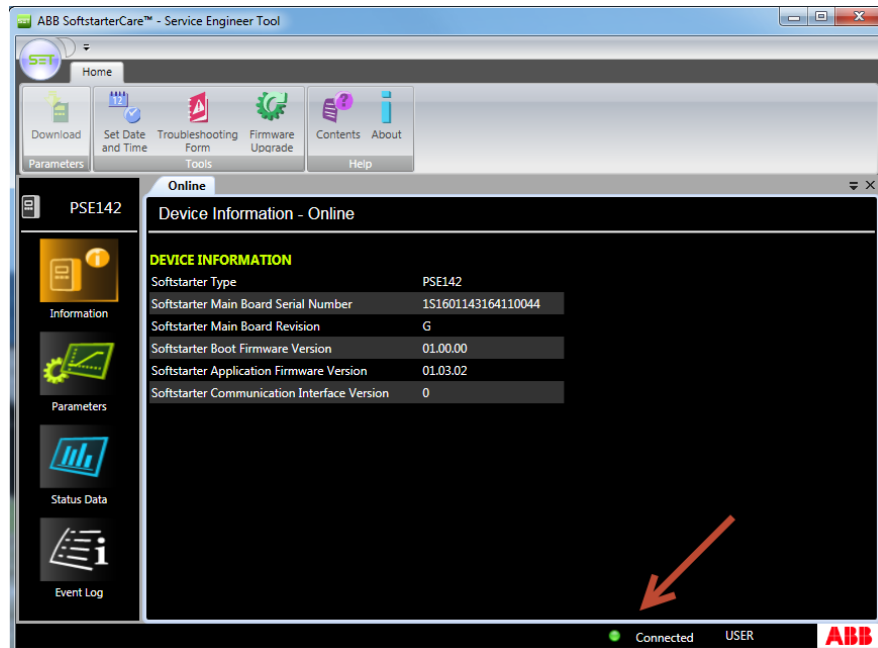 ABB SoftstarterCare™ - Service Engineer Tool
SET
Home
Download
Set Date and Time
Troubleshooting Form
Firmware Upgrade
Contents
About
Parameters
Tools
Help
Online
PSE142
Device Information - Online
DEVICE INFORMATION
Softstarter Type PSE142
Softstarter Main Board Serial Number 1S1601143164110044
Softstarter Main Board Revision G
Softstarter Boot Firmware Version 01.00.00
Softstarter Application Firmware Version 01.03.02
Softstarter Communication Interface Version 0
Information
Parameters
Status Data
Event Log
Connected USER ABB